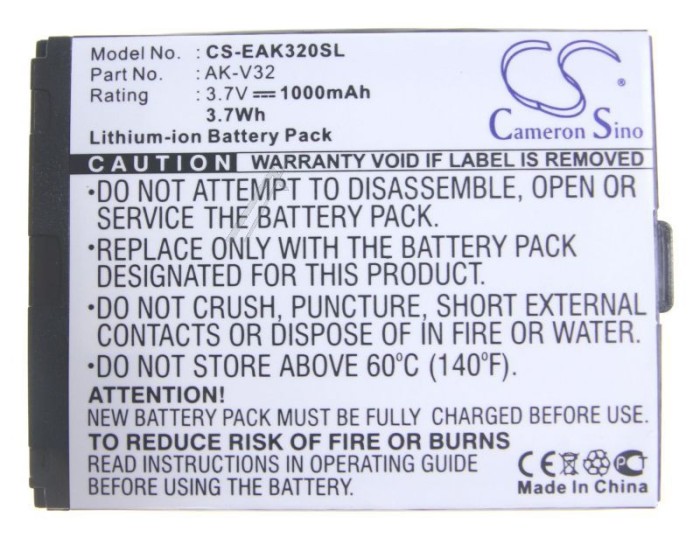 Model No. : CS-EAK320SL
Part No. : AK-V32
Rating : 3.7V 1000mAh
3.7Wh
Lithium-ion Battery Pack
CS
Cameron Sino
CAUTION WARRANTY VOID IF LABEL IS REMOVED
•DO NOT ATTEMPT TO DISASSEMBLE, OPEN OR
SERVICE THE BATTERY PACK.
•REPLACE ONLY WITH THE BATTERY PACK
DESIGNATED FOR THIS PRODUCT.
•DO NOT CRUSH, PUNCTURE, SHORT EXTERNAL
CONTACTS, OR DISPOSE OF IN FIRE OR WATER.
•DO NOT STORE ABOVE 60°C (140°F).
ATTENTION!
NEW BATTERY PACK MUST BE FULLY CHARGED BEFORE USE.
TO REDUCE RISK OF FIRE OR BURNS
READ INSTRUCTIONS IN OPERATING GUIDE CAREFULLY
BEFORE USING BATTERY PACK.
CE
Made In China